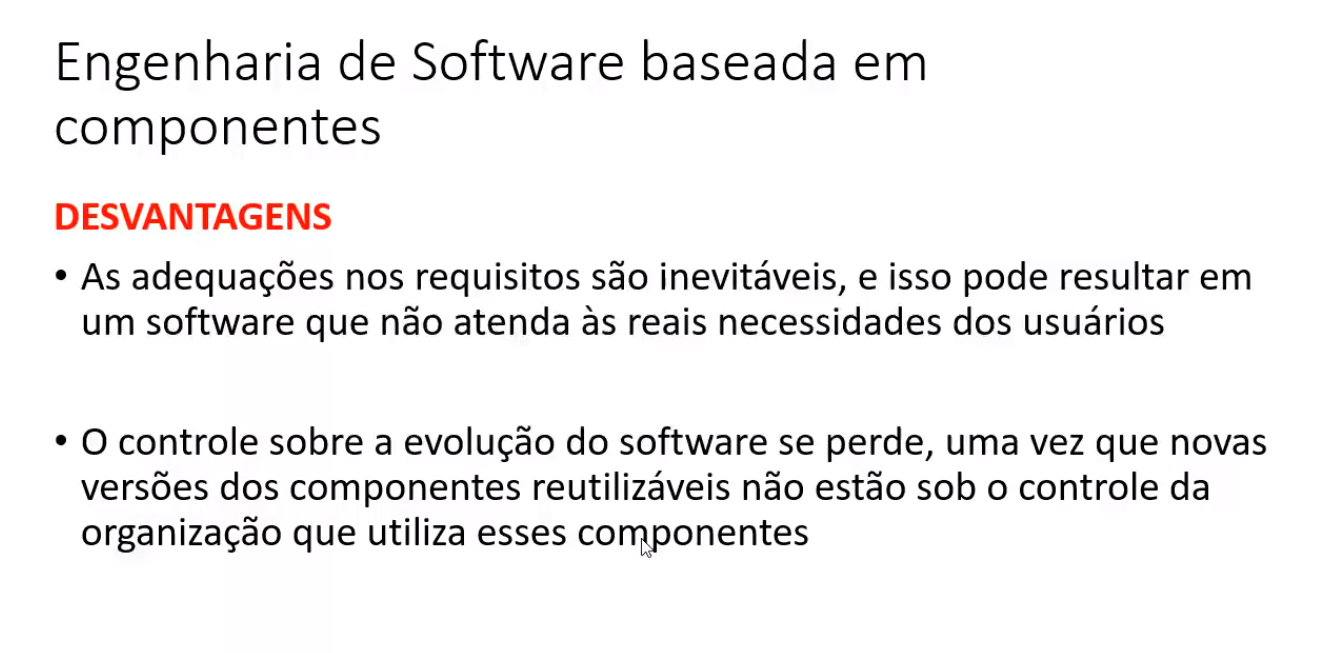 Engenharia de Software baseada em
componentes
DESVANTAGENS
• As adequações nos requisitos são inevitáveis, e isso pode resultar em
um software que não atenda às reais necessidades dos usuários
• O controle sobre a evolução do software se perde, uma vez que novas
versões dos componentes reutilizáveis não estão sob o controle da
organização que utiliza esses componentes